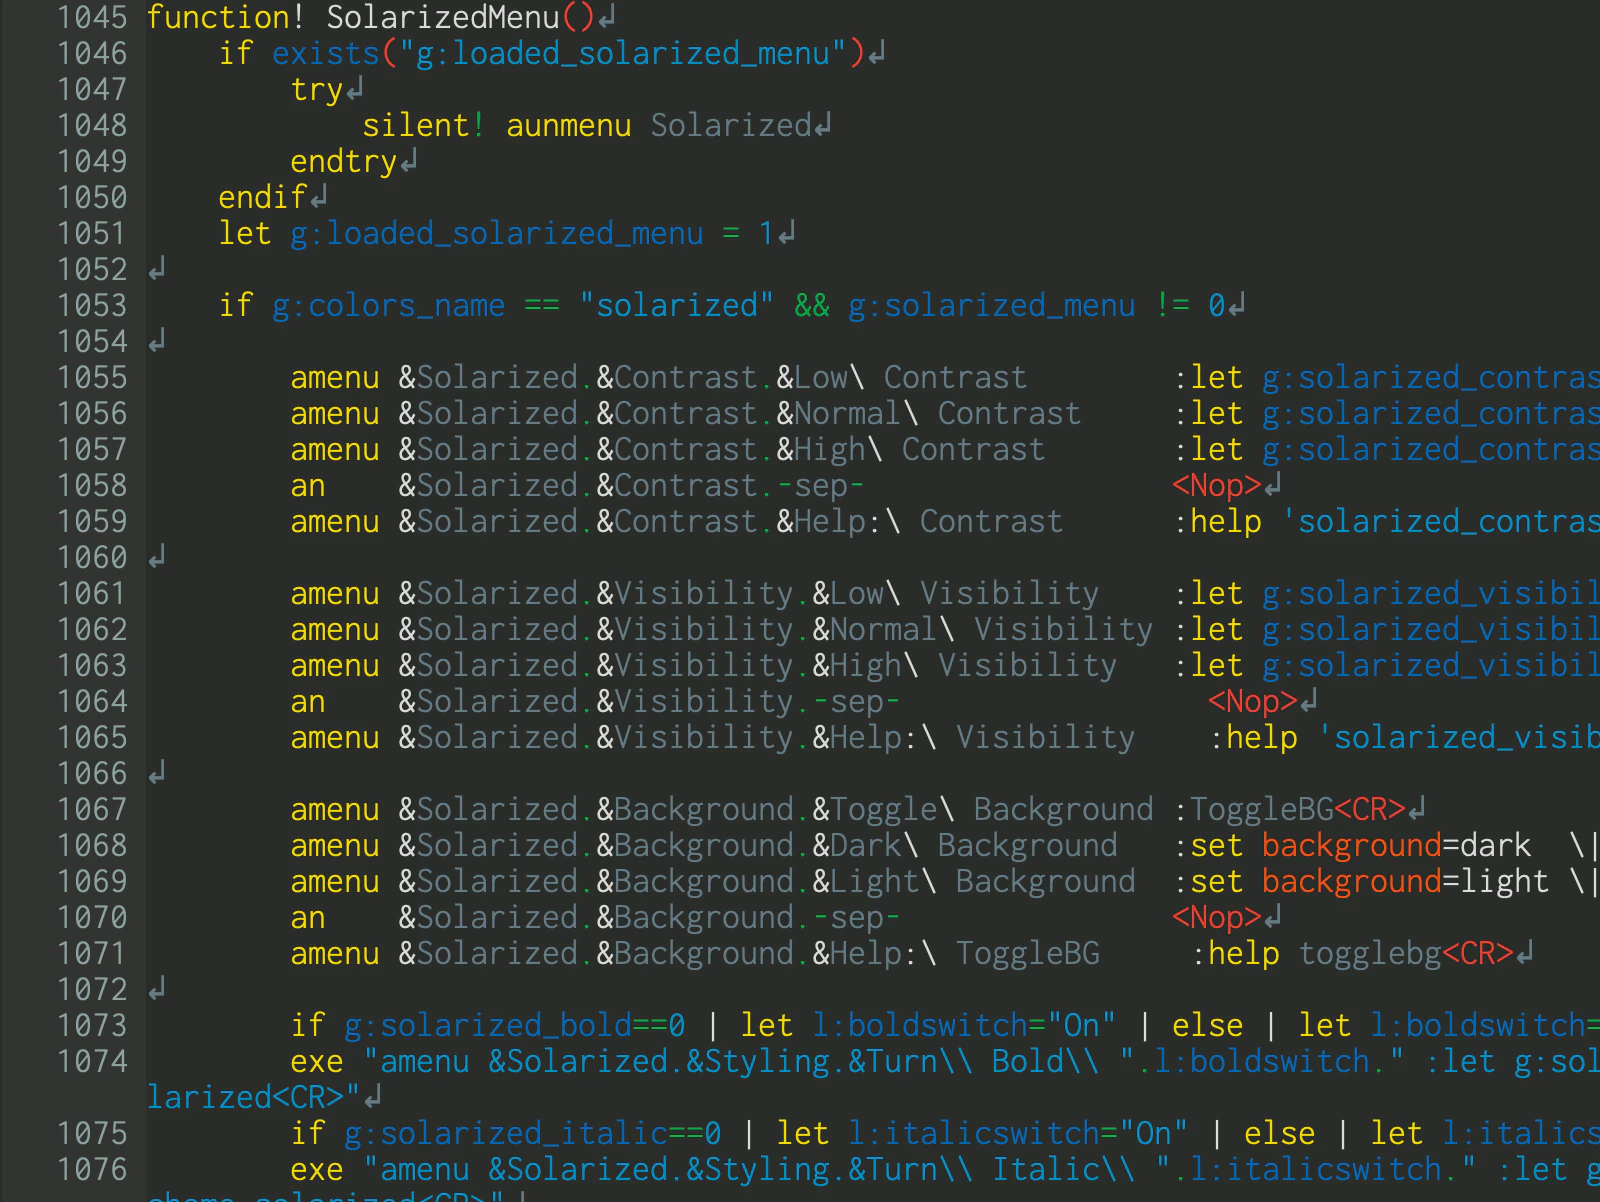 1045 function! SolarizedMenu()↲
1046     if exists("g:loaded_solarized_menu")↲
1047         try↲
1048             silent! aunmenu Solarized↲
1049         endtry↲
1050     endif↲
1051     let g:loaded_solarized_menu = 1↲
1052 ↲
1053     if g:colors_name == "solarized" && g:solarized_menu != 0↲
1054 ↲
1055         amenu &Solarized.&Contrast.&Low\ Contrast        :let g:solarized_contras
1056         amenu &Solarized.&Contrast.&Normal\ Contrast     :let g:solarized_contras
1057         amenu &Solarized.&Contrast.&High\ Contrast       :let g:solarized_contras
1058         an    &Solarized.&Contrast.-sep-                 <Nop>↲
1059         amenu &Solarized.&Contrast.&Help:\ Contrast      :help 'solarized_contras
1060 ↲
1061         amenu &Solarized.&Visibility.&Low\ Visibility    :let g:solarized_visibil
1062         amenu &Solarized.&Visibility.&Normal\ Visibility :let g:solarized_visibil
1063         amenu &Solarized.&Visibility.&High\ Visibility   :let g:solarized_visibil
1064         an    &Solarized.&Visibility.-sep-                 <Nop>↲
1065         amenu &Solarized.&Visibility.&Help:\ Visibility    :help 'solarized_visib
1066 ↲
1067         amenu &Solarized.&Background.&Toggle\ Background :ToggleBG<CR>↲
1068         amenu &Solarized.&Background.&Dark\ Background   :set background=dark  \|
1069         amenu &Solarized.&Background.&Light\ Background  :set background=light \|
1070         an    &Solarized.&Background.-sep-               <Nop>↲
1071         amenu &Solarized.&Background.&Help:\ ToggleBG     :help togglebg<CR>↲
1072 ↲
1073         if g:solarized_bold==0 | let l:boldswitch="On" | else | let l:boldswitch=
1074         exe "amenu &Solarized.&Styling.&Turn\\ Bold\\ ".l:boldswitch." :let g:sol
larized<CR>"↲
1075         if g:solarized_italic==0 | let l:italicswitch="On" | else | let l:italics
1076         exe "amenu &Solarized.&Styling.&Turn\\ Italic\\ ".l:italicswitch." :let g
cheme solarized<CR>"↲